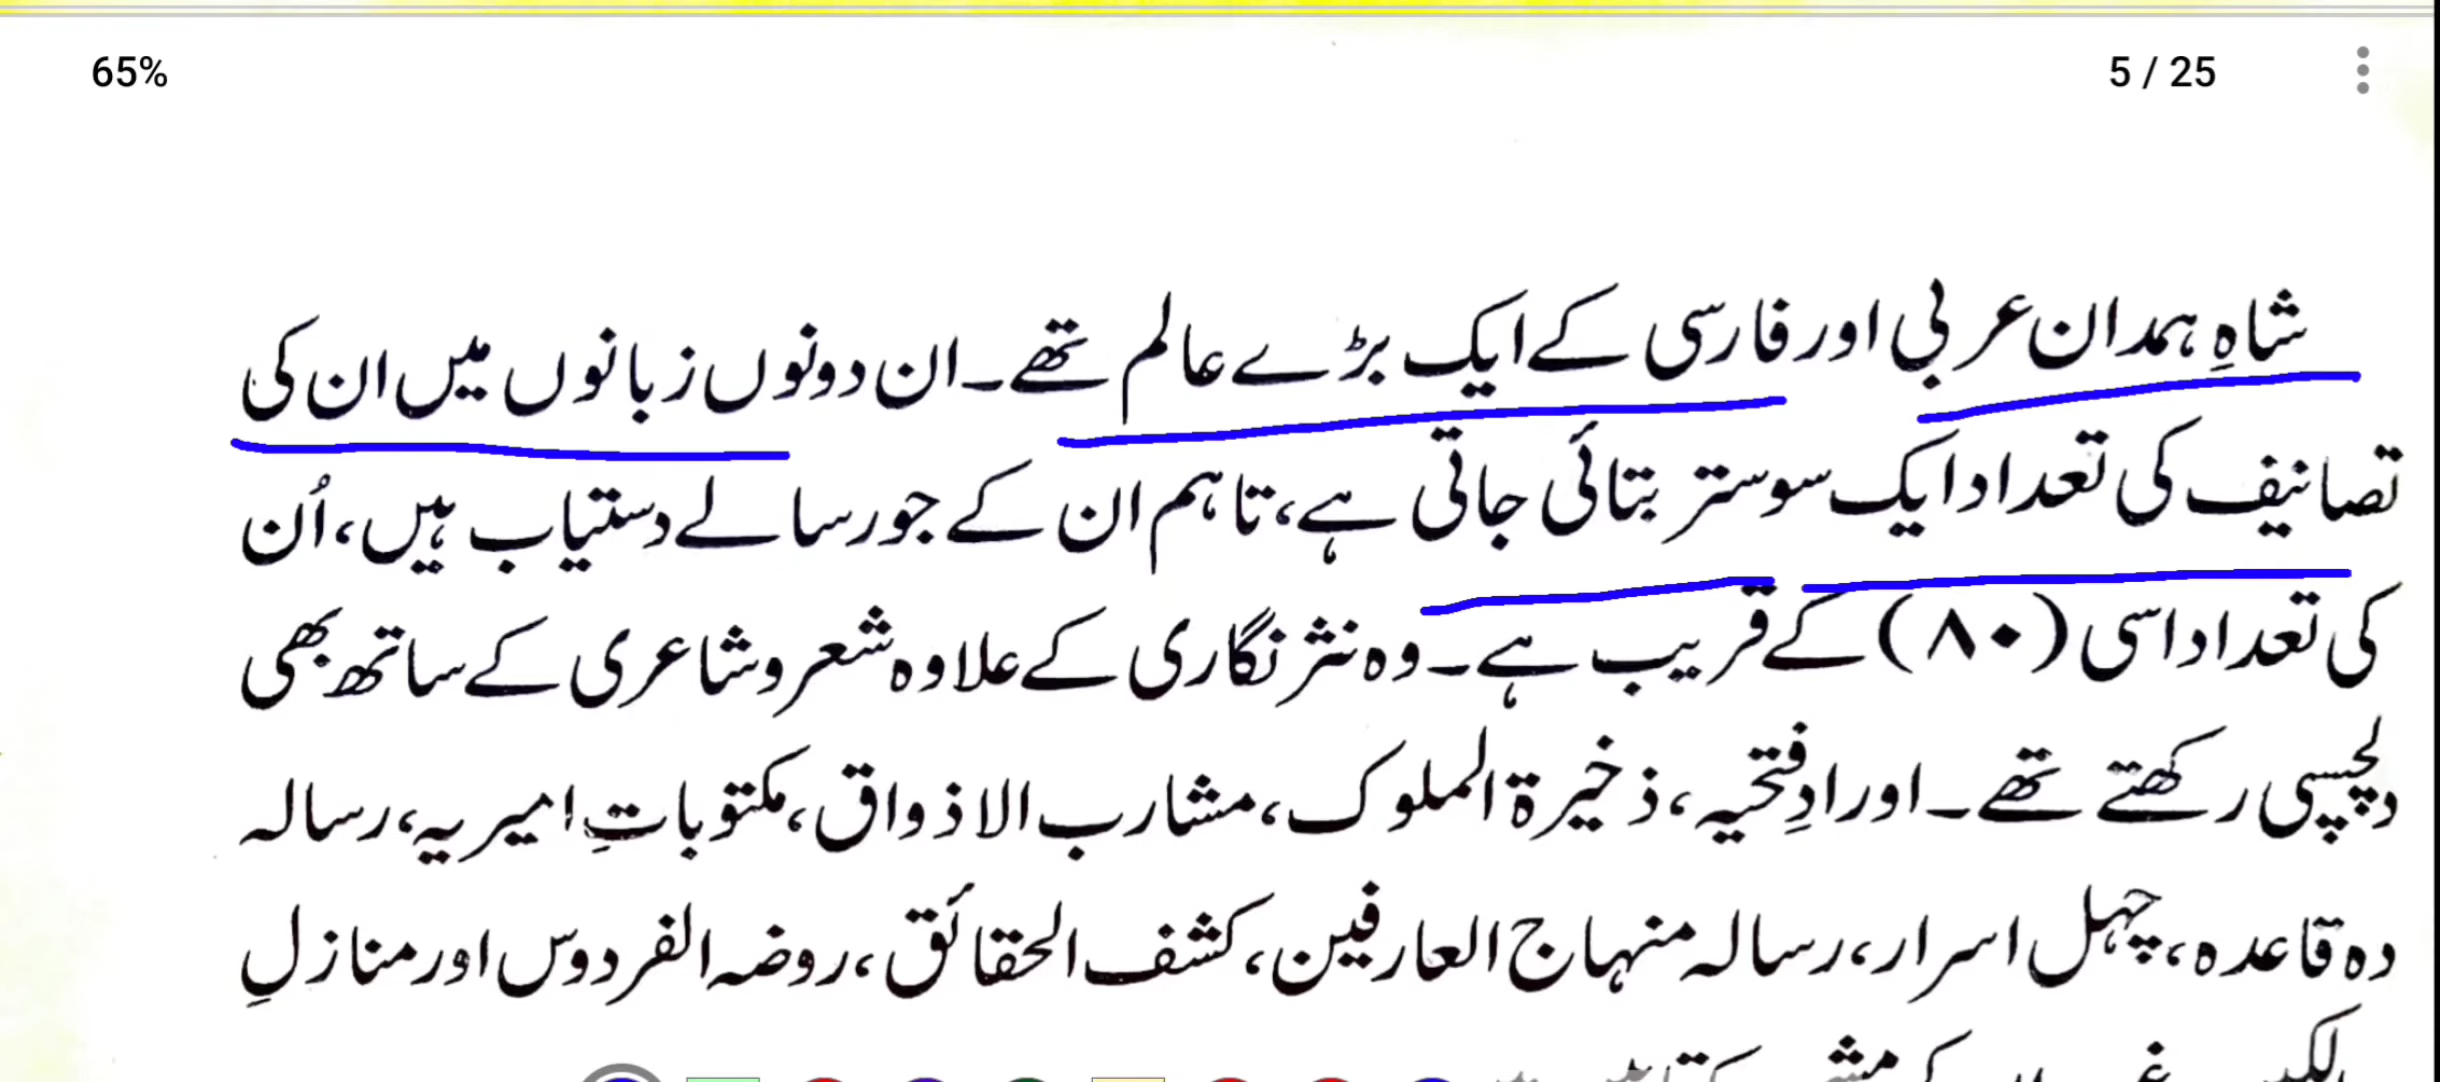 65%
5 / 25
شاہِ ہمدان عربی اور فارسی کے ایک بڑے عالم تھے۔ ان دونوں زبانوں میں ان کی
تصانیف کی تعداد ایک سو ستر بتائی جاتی ہے، تاہم ان کے جو رسالے دستیاب ہیں، اُن
کی تعداد اسی (۸۰) کے قریب ہے۔ وہ نثر نگاری کے علاوہ شعر و شاعری کے ساتھ بھی
دلچسپی رکھتے تھے۔ اورادِ فتحیہ، ذخیرۃ الملوک، مشارب الاذواق، مکتوباتِ امیریہ، رسالہ
دہ قاعدہ، چہل اسرار، رسالہ منہاج العارفین، کشف الحقائق، روضہ الفردوس اور منازلِ